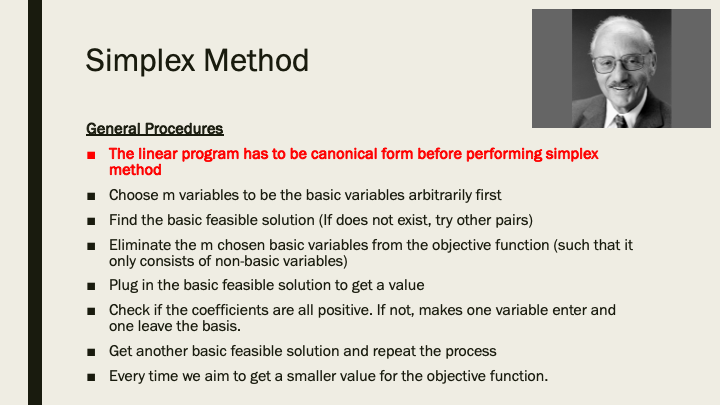 Simplex Method
General Procedures
■ The linear program has to be canonical form before performing simplex
method
■ Choose m variables to be the basic variables arbitrarily first
■ Find the basic feasible solution (If does not exist, try other pairs)
■ Eliminate the m chosen basic variables from the objective function (such that it
only consists of non-basic variables)
■ Plug in the basic feasible solution to get a value
■ Check if the coefficients are all positive. If not, makes one variable enter and
one leave the basis.
■ Get another basic feasible solution and repeat the process
■ Every time we aim to get a smaller value for the objective function.